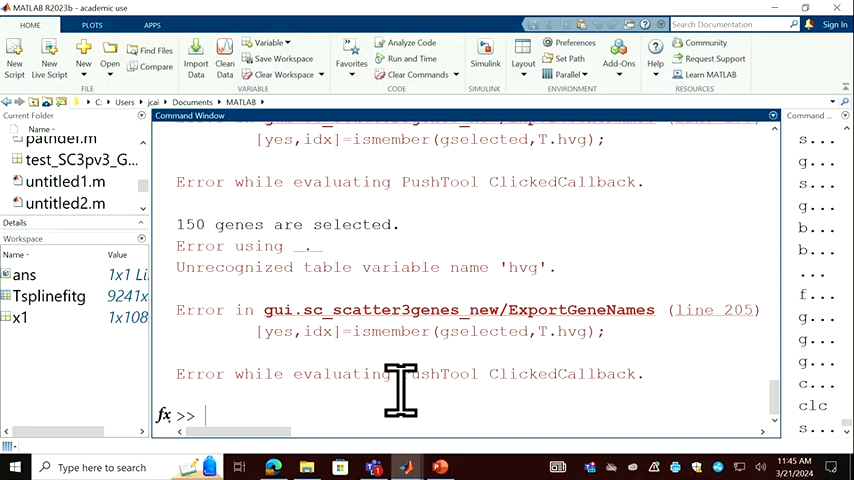 MATLAB R2023b - academic use
HOME
PLOTS
APPS
Search Documentation
Sign In
New Script
New Live Script
New
Open
Find Files
Compare
Import Data
Clean Data
Variable
Save Workspace
Clear Workspace
Favorites
Analyze Code
Run and Time
Clear Commands
Simulink
Layout
Preferences
Set Path
Parallel
Add-Ons
Help
Community
Request Support
Learn MATLAB
FILE
VARIABLE
CODE
SIMULINK
ENVIRONMENT
RESOURCES
C: Users jcai Documents MATLAB
Current Folder
Name
pathdef.m
test_SC3pv3_G...
untitled1.m
untitled2.m
Details
Workspace
Name Value
ans 1x1 Li
Tsplinefitg 9241x
x1 1x108
Command Window
[yes,idx]=ismember(gselected,T.hvg);
Error while evaluating PushTool ClickedCallback.
150 genes are selected.
Error using _._
Unrecognized table variable name 'hvg'.
Error in gui.sc_scatter3genes_new/ExportGeneNames (line 205)
[yes,idx]=ismember(gselected,T.hvg);
Error while evaluating PushTool ClickedCallback.
fx >>
Command ...
s...
g...
s...
g...
b...
b...
...
f...
g...
g...
g...
c...
clc
s...
Type here to search
11:45 AM
3/21/2024